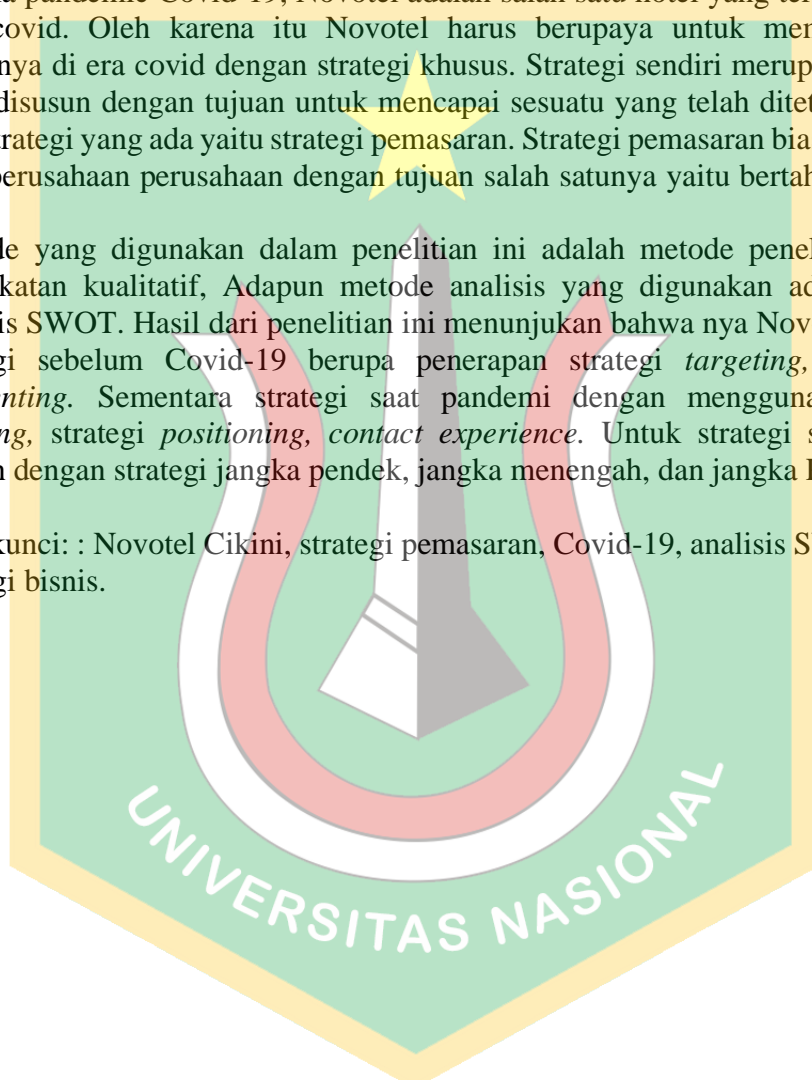 pandemic Covid-19, Novotel adalah salah satu hotel yang ter
covid. Oleh karena itu Novotel harus berupaya untuk men
nya di era covid dengan strategi khusus. Strategi sendiri merup
disusun dengan tujuan untuk mencapai sesuatu yang telah ditet
trategi yang ada yaitu strategi pemasaran. Strategi pemasaran bia
perusahaan perusahaan dengan tujuan salah satunya yaitu bertah
de yang digunakan dalam penelitian ini adalah metode penel
katan kualitatif, Adapun metode analisis yang digunakan ad
is SWOT. Hasil dari penelitian ini menunjukan bahwa nya Nov
gi sebelum Covid-19 berupa penerapan strategi targeting,
nting. Sementara strategi saat pandemi dengan mengguna
ng, strategi positioning, contact experience. Untuk strategi s
n dengan strategi jangka pendek, jangka menengah, dan jangka
kunci: : Novotel Cikini, strategi pemasaran, Covid-19, analisis S
gi bisnis.
UNIVERSITAS NASIONAL